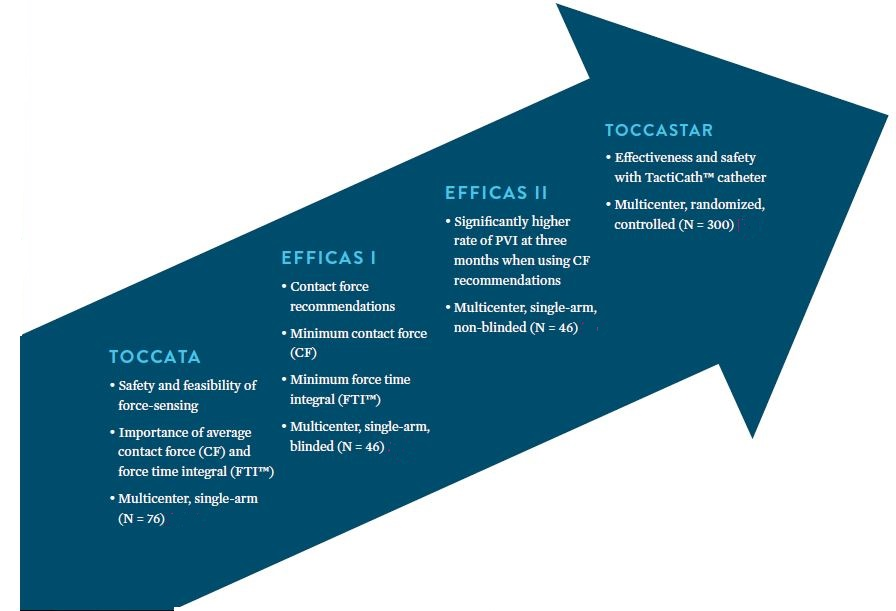 TOCCATA
• Safety and feasibility of
force-sensing
• Importance of average
contact force (CF) and
force time integral (FTI™)
• Multicenter, single-arm
(N = 76)
EFFICAS I
• Contact force
recommendations
• Minimum contact force
(CF)
• Minimum force time
integral (FTI™)
• Multicenter, single-arm,
blinded (N = 46)
EFFICAS II
• Significantly higher
rate of PVI at three
months when using CF
recommendations
• Multicenter, single-arm,
non-blinded (N = 46)
TOCCASTAR
• Effectiveness and safety
with TactiCath™ catheter
• Multicenter, randomized,
controlled (N = 300)